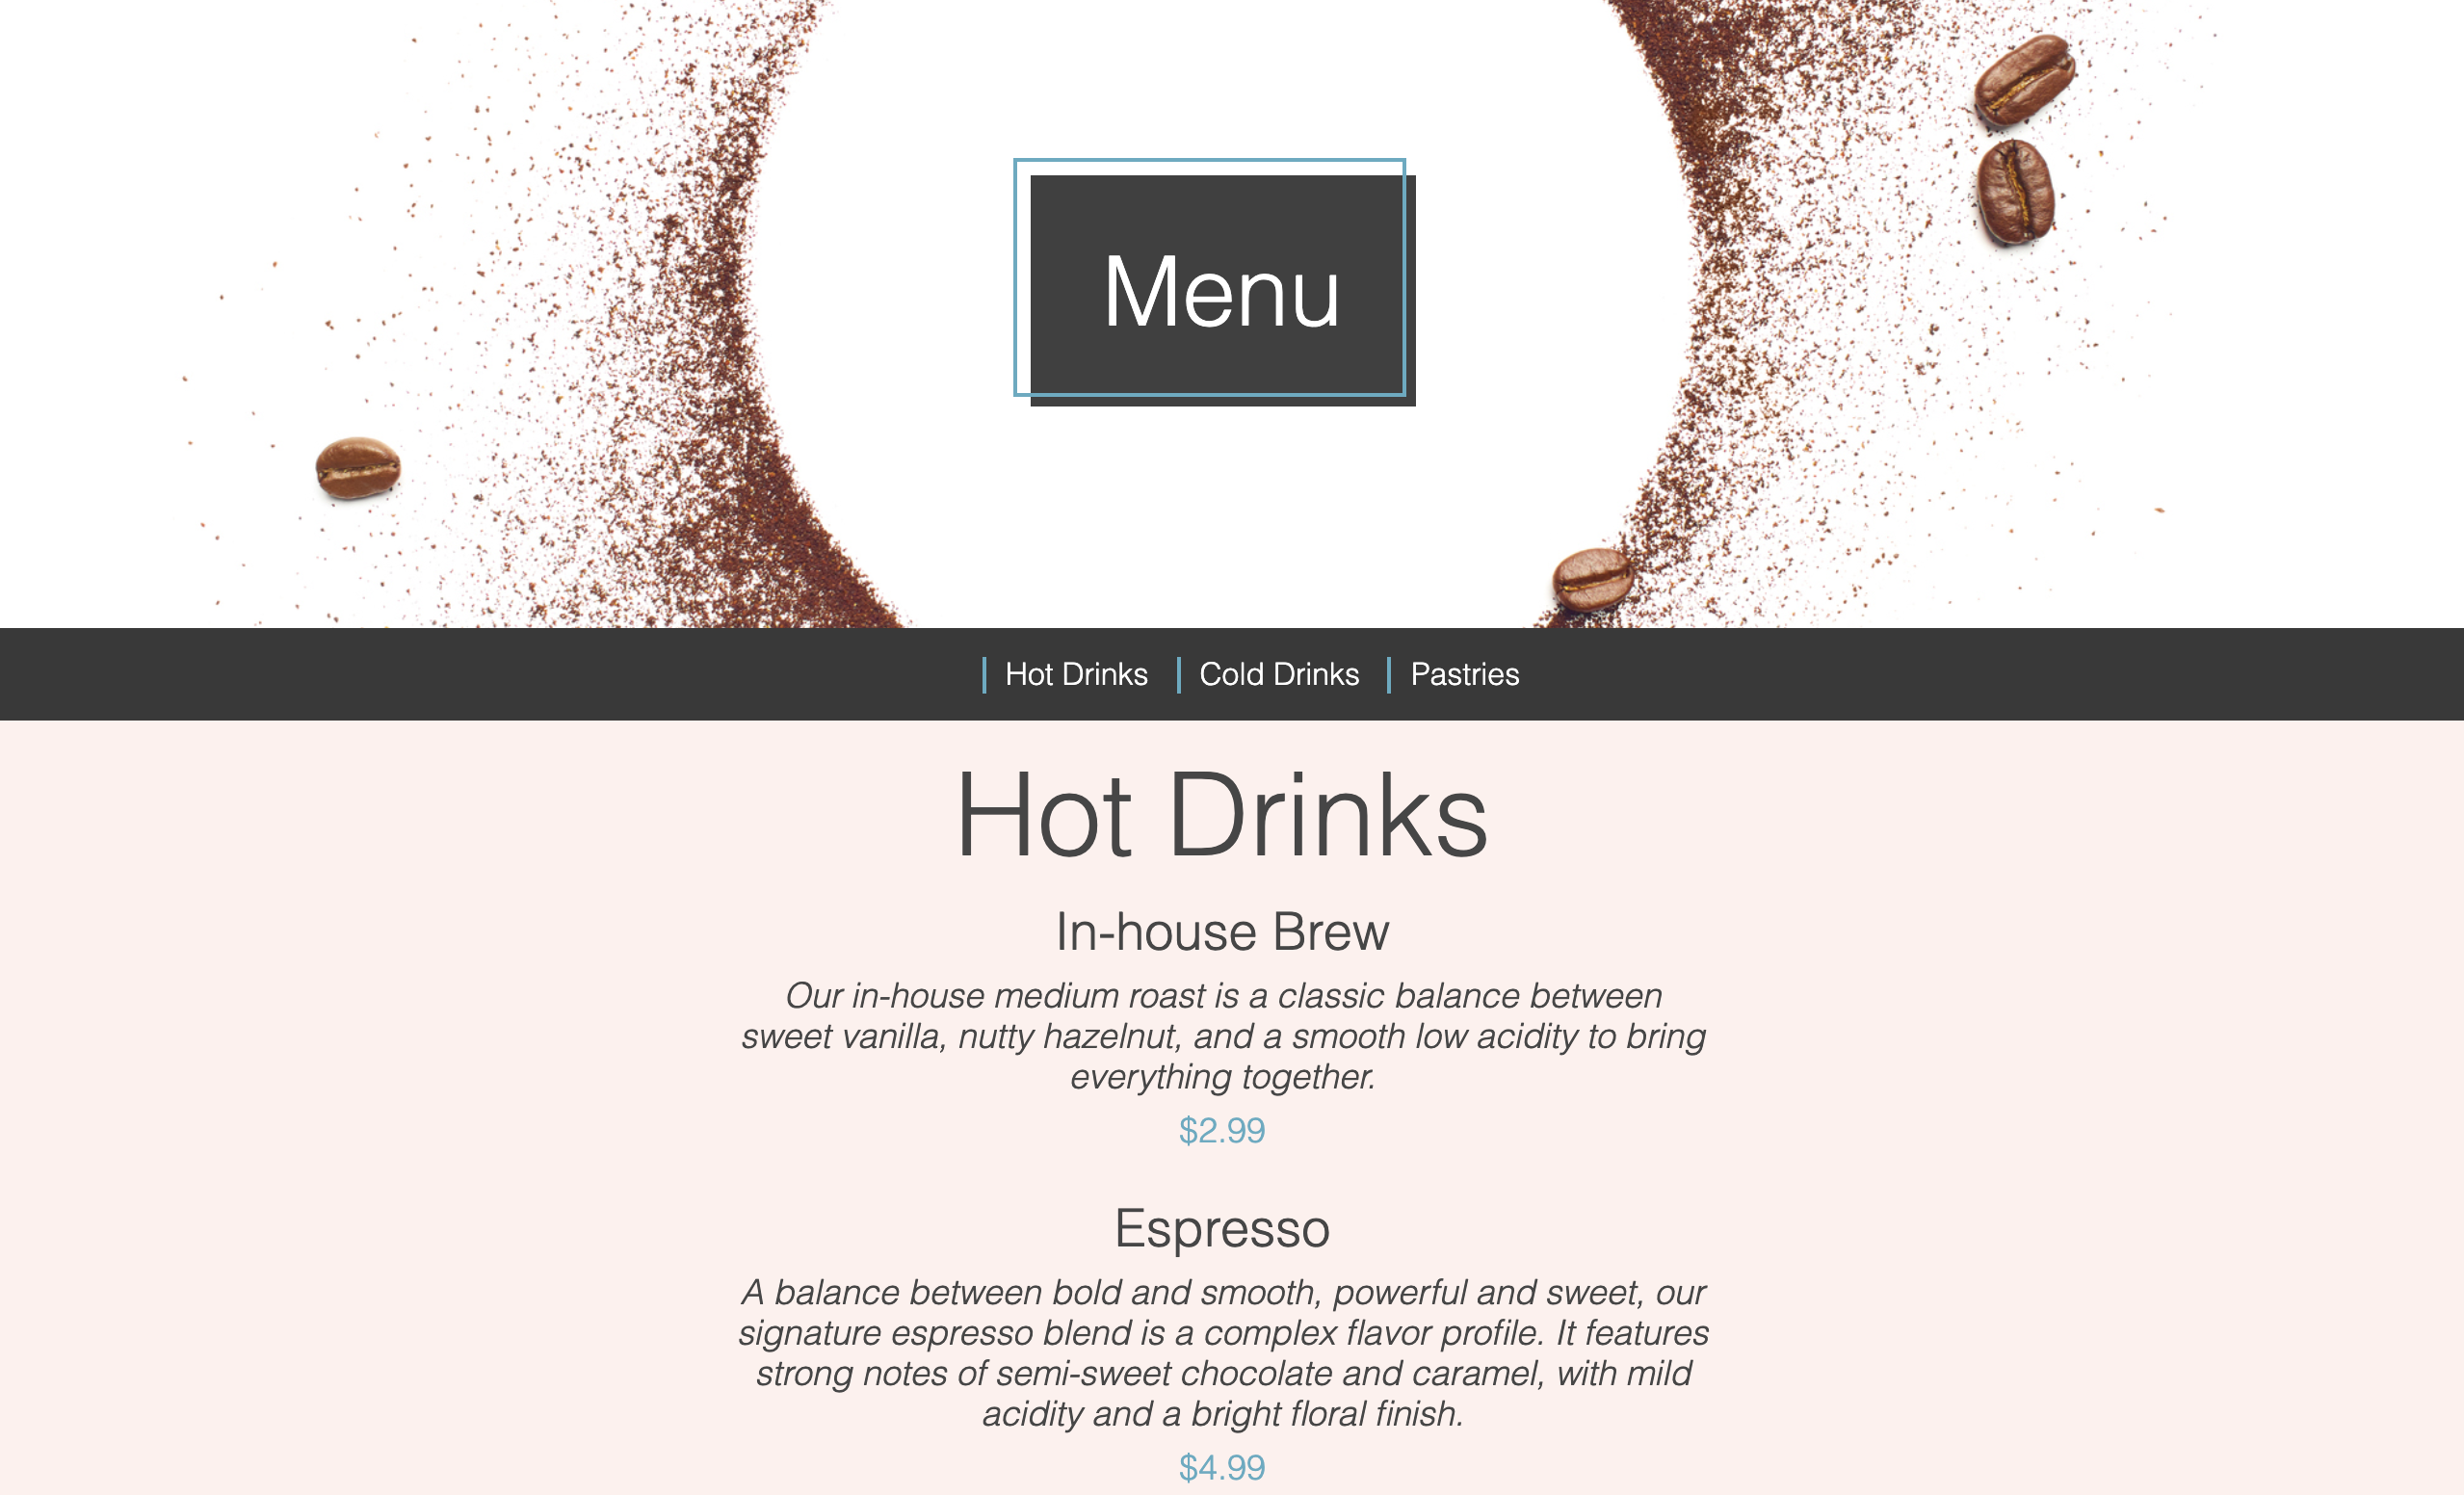 Menu
Hot Drinks
Cold Drinks
Pastries
Hot Drinks
In-house Brew
Our in-house medium roast is a classic balance between
sweet vanilla, nutty hazelnut, and a smooth low acidity to bring
everything together.
$2.99
Espresso
A balance between bold and smooth, powerful and sweet, our
signature espresso blend is a complex flavor profile. It features
strong notes of semi-sweet chocolate and caramel, with mild
acidity and a bright floral finish.
$4.99